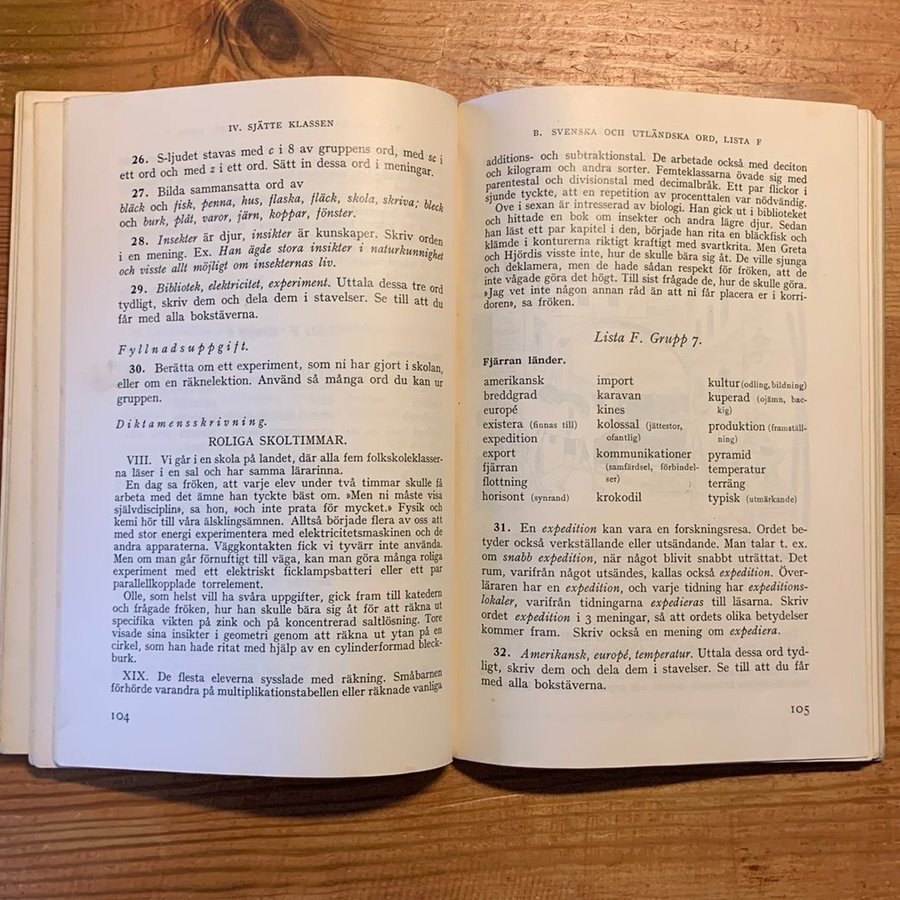 IV. SJÄTTE KLASSEN
26. S-ljudet stavas med c i 8 av gruppens ord, med sc i
ett ord och med z i ett ord. Sätt in dessa ord i meningar.
27. Bilda sammansatta ord av
bläck och fisk, penna, hus, flaska, fläck, skola, skriva; bleck
och burk, plåt, varor, järn, koppar, fönster.
28. Insekter är djur, insikter är kunskaper. Skriv orden
i en mening. Ex. Han ägde stora insikter i naturkunnighet
och visste allt möjligt om insekternas liv.
29. Bibliotek, elektricitet, experiment. Uttala dessa tre ord
tydligt, skriv dem och dela dem i stavelser. Se till att du
får med alla bokstäverna.
Fyllnadsuppgift.
30. Berätta om ett experiment, som ni har gjort i skolan,
eller om en räknelektion. Använd så många ord du kan ur
gruppen.
Diktamensskrivning.
ROLIGA SKOLTIMMAR.
VIII. Vi går i en skola på landet, där alla fem folkskoleklasser-
na läser i en sal och har samma lärarinna.
En dag sa fröken, att varje elev under två timmar skulle få
arbeta med det ämne han tyckte bäst om. »Men ni måste visa
självdisciplin», sa hon, »och inte prata för mycket.» Fysik och
kemi hör till våra älsklingsämnen. Alltså började flera av oss att
med stor energi experimentera med elektricitetsmaskinen och de
andra apparaterna. Väggkontakten fick vi tyvärr inte använda.
Men om man går förnuftigt till väga, kan man göra många roliga
experiment med ett elektriskt ficklampsbatteri eller ett par
parallellkopplade torrelement.
Olle, som helst vill ha svåra uppgifter, gick fram till katedern
och frågade fröken, hur han skulle bära sig åt för att räkna ut
specifika vikten på zink och på koncentrerad saltlösning. Tore
visade sina insikter i geometri genom att räkna ut ytan på en
cirkel, som han hade ritat med hjälp av en cylinderformad bleck-
burk.
XIX. De flesta eleverna sysslade med räkning. Småbarnen
förhörde varandra på multiplikationstabellen eller räknade vanliga
104
B. SVENSKA OCH UTLÄNDSKA ORD, LISTA F
additions- och subtraktionstal. De arbetade också med deciton
och kilogram och andra sorter. Femteklassarna övade sig med
parentestal och divisionstal med decimalbråk. Ett par flickor i
sjunde tyckte, att en repetition av procenttalen var nödvändig.
Ove i sexan är intresserad av biologi. Han gick ut i biblioteket
och hittade en bok om insekter och andra lägre djur. Sedan
han läst ett par kapitel i den, började han rita en bläckfisk och
klämde i konturerna riktigt kraftigt med svartkrita. Men Greta
och Hjördis visste inte, hur de skulle bära sig åt. De ville sjunga
och deklamera, men de hade sådan respekt för fröken, att de
inte vågade göra det högt. Till sist frågade de, hur de skulle göra.
»Jag vet inte någon annan råd än att ni får placera er i korri-
doren», sa fröken.
Lista F. Grupp 7.
Fjärran länder.
amerikansk
breddgrad
europé
existera (finnas till)
expedition
export
fjärran
flottning
horisont (synrand)
import
karavan
kines
kolossal (jättestor,
ofantlig)
kommunikationer
(samfärdsel, förbindel-
ser)
krokodil
kultur (odling, bildning)
kuperad (ojämn, bac-
kig)
produktion (framställ-
ning)
pyramid
temperatur
terräng
typisk (utmärkande)
31. En expedition kan vara en forskningsresa. Ordet be-
tyder också verkställande eller utsändande. Man talar t. ex.
om snabb expedition, när något blivit snabbt uträttat. Det
rum, varifrån något utsändes, kallas också expedition. Över-
läraren har en expedition, och varje tidning har expeditions-
lokaler, varifrån tidningarna expedieras till läsarna. Skriv
ordet expedition i 3 meningar, så att ordets olika betydelser
kommer fram. Skriv också en mening om expediera.
32. Amerikansk, europé, temperatur. Uttala dessa ord tyd-
ligt, skriv dem och dela dem i stavelser. Se till att du får
med alla bokstäverna.
105